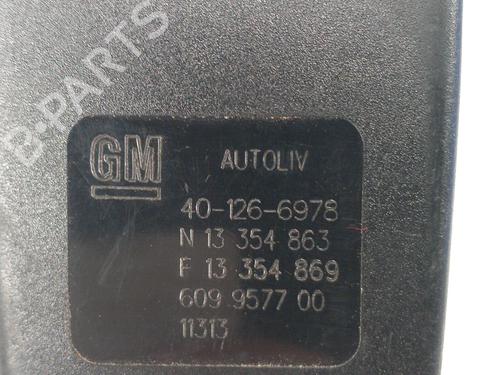 B-PARTS
GM AUTOLIV
40-126-6978
N 13 354 863
F 13 354 869
609 9577 00
11313